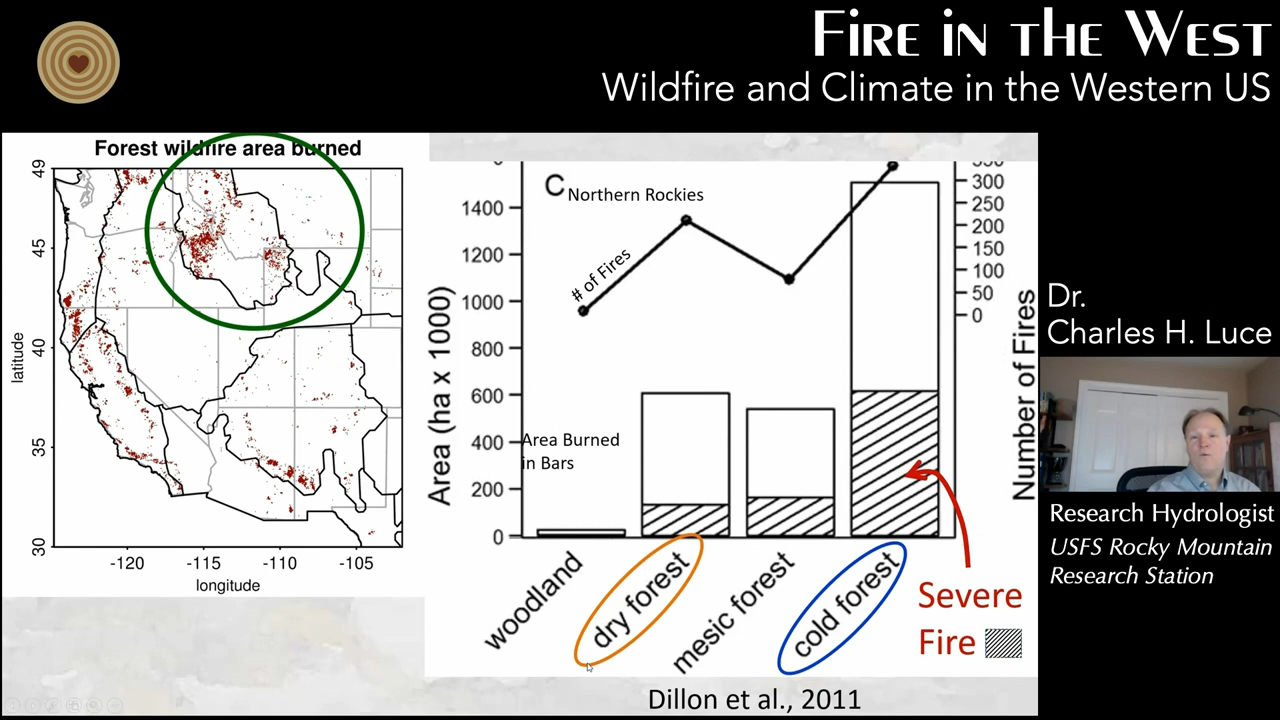 FIRE IN THE WEST
Wildfire and Climate in the Western US
Forest wildfire area burned
49
45
40
35
30
latitude
-120
-115
-110
-105
longitude
C Northern Rockies
# of Fires
Area Burned
in Bars
Area (ha x 1000)
1400
1200
1000
800
600
400
200
0
350
300
250
200
150
100
50
0
Number of Fires
woodland
dry forest
mesic forest
cold forest
Severe
Fire
Dillon et al., 2011
Dr.
Charles H. Luce
Research Hydrologist
USFS Rocky Mountain
Research Station